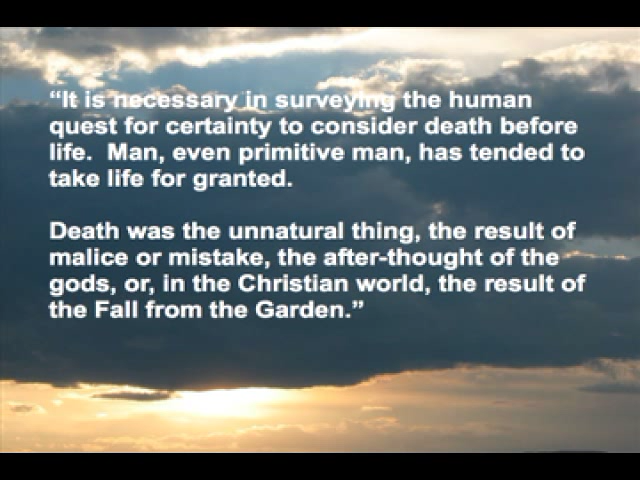 “It is necessary in surveying the human
quest for certainty to consider death before
life.  Man, even primitive man, has tended to
take life for granted.
Death was the unnatural thing, the result of
malice or mistake, the after-thought of the
gods, or, in the Christian world, the result of
the Fall from the Garden.”